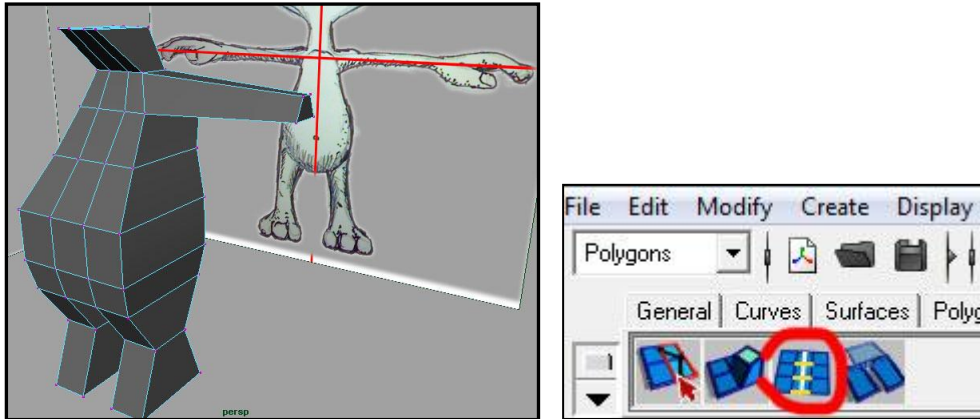 persp
File Edit Modify Create Display
Polygons
General Curves Surfaces Polyg